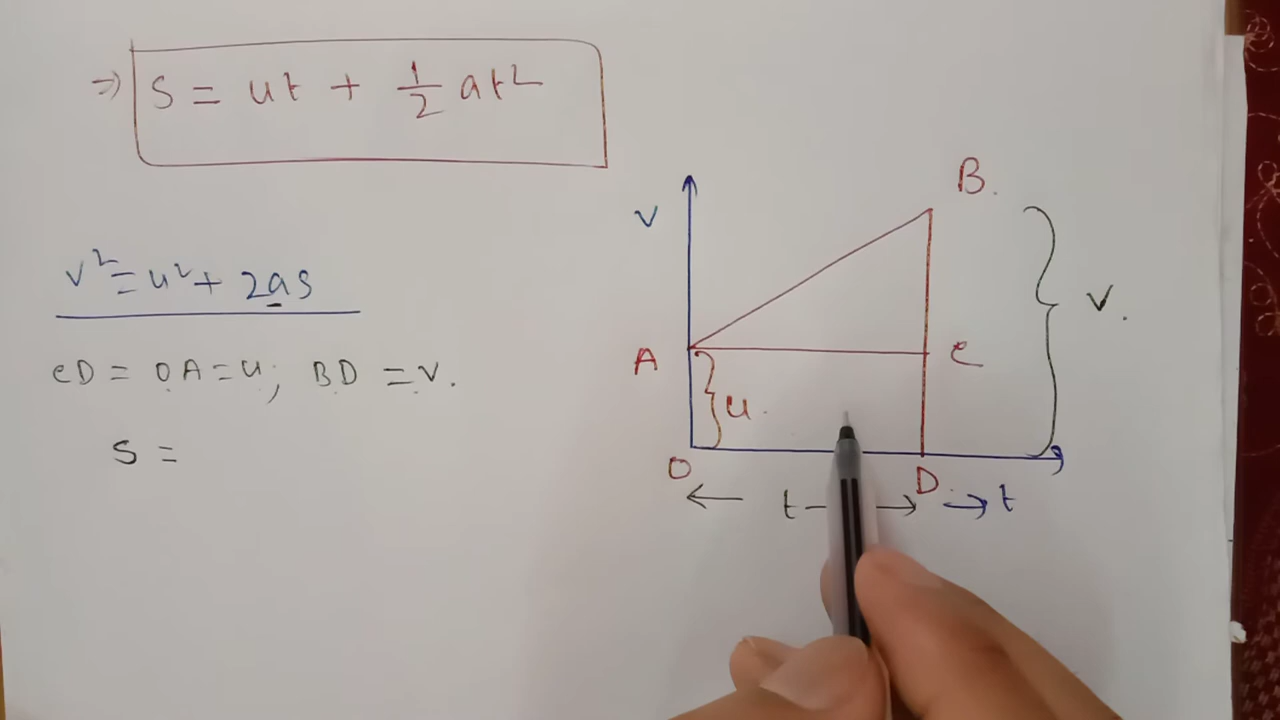 ⇒ S = ut + 1/2 at²
v² = u² + 2as
CD = OA = u; BD = v.
S =
B.
v
v.
A
C
u.
O
D.
t
→ t